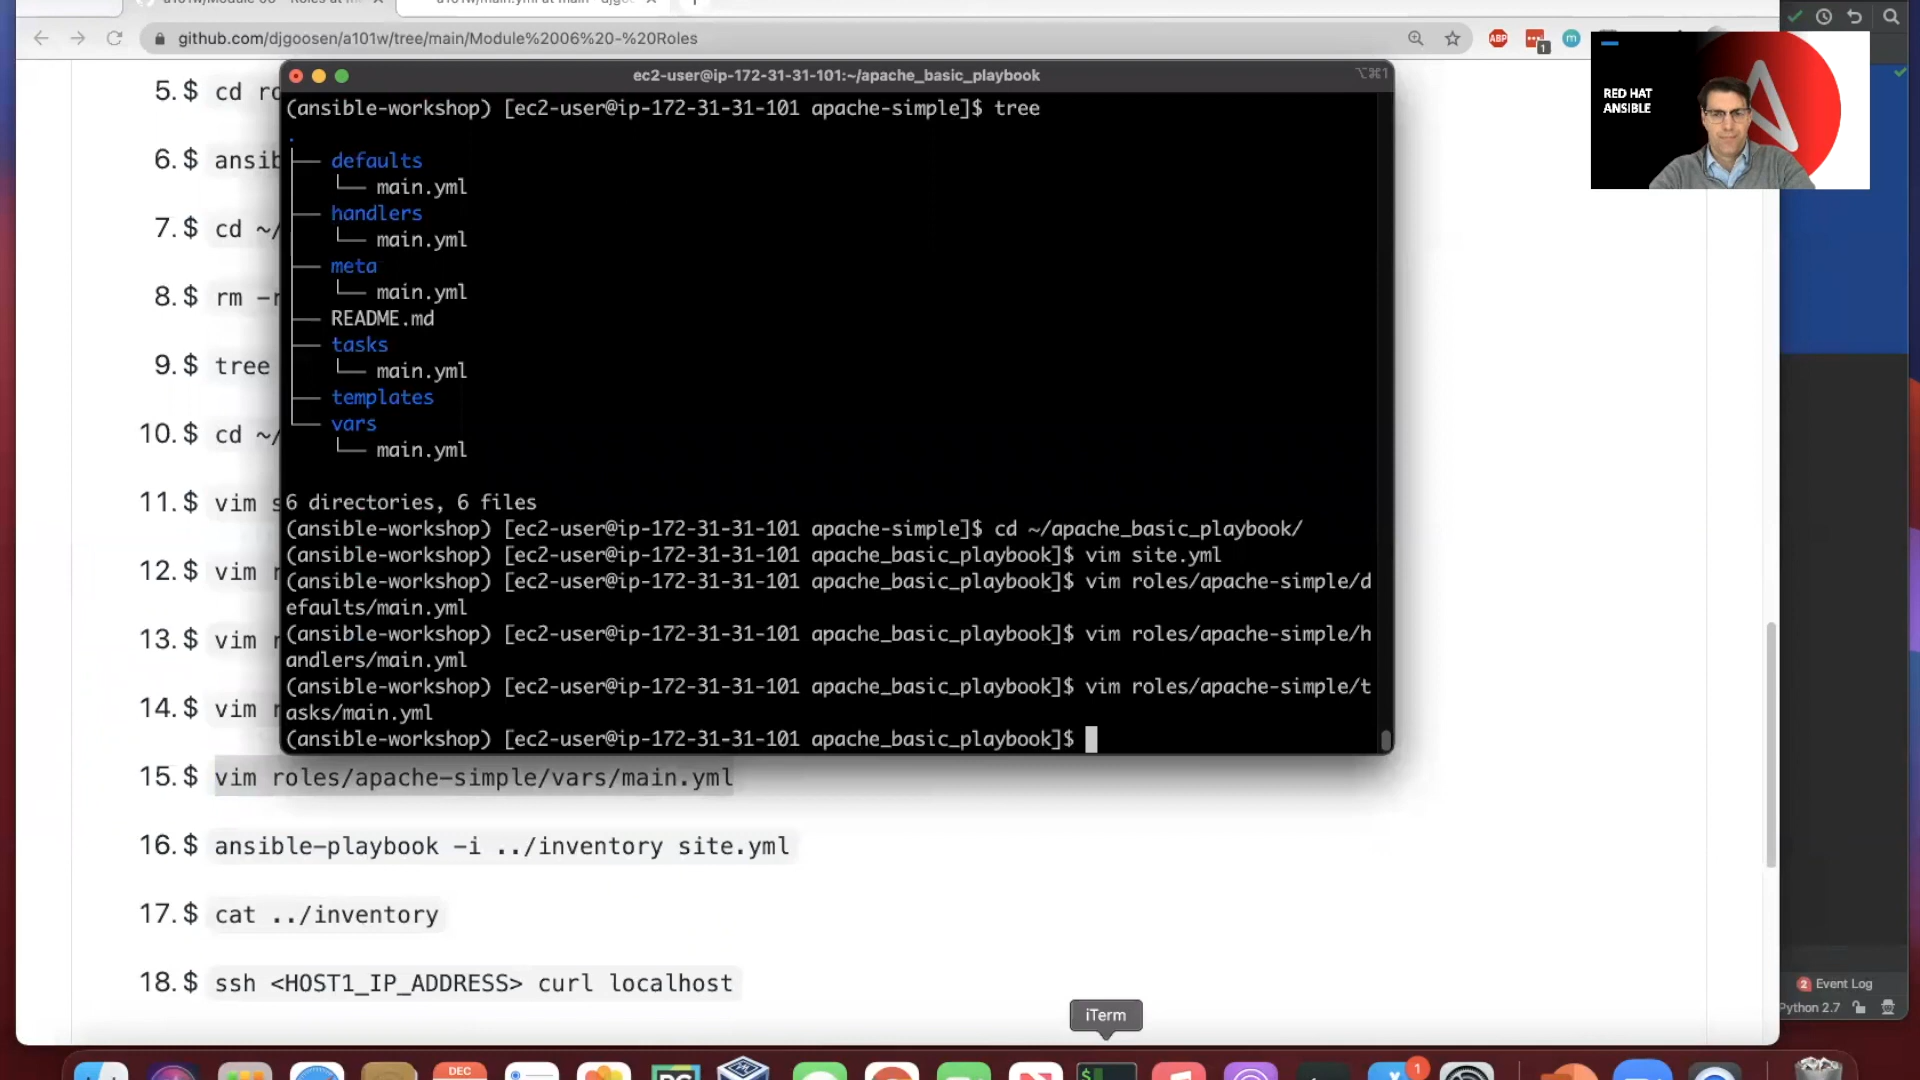 github.com/djgoosen/a101w/tree/main/Module%2006%20-%20Roles
ABP
1
m
RED HAT
ANSIBLE
ec2-user@ip-172-31-31-101:~/apache_basic_playbook
⌥⌘1
(ansible-workshop) [ec2-user@ip-172-31-31-101 apache-simple]$ tree
.
├── defaults
│   └── main.yml
├── handlers
│   └── main.yml
├── meta
│   └── main.yml
├── README.md
├── tasks
│   └── main.yml
├── templates
└── vars
    └── main.yml
6 directories, 6 files
(ansible-workshop) [ec2-user@ip-172-31-31-101 apache-simple]$ cd ~/apache_basic_playbook/
(ansible-workshop) [ec2-user@ip-172-31-31-101 apache_basic_playbook]$ vim site.yml
(ansible-workshop) [ec2-user@ip-172-31-31-101 apache_basic_playbook]$ vim roles/apache-simple/d
efaults/main.yml
(ansible-workshop) [ec2-user@ip-172-31-31-101 apache_basic_playbook]$ vim roles/apache-simple/h
andlers/main.yml
(ansible-workshop) [ec2-user@ip-172-31-31-101 apache_basic_playbook]$ vim roles/apache-simple/t
asks/main.yml
(ansible-workshop) [ec2-user@ip-172-31-31-101 apache_basic_playbook]$
5. $ cd ro
6. $ ansib
7. $ cd ~/
8. $ rm -r
9. $ tree
10. $ cd ~/
11. $ vim s
12. $ vim r
13. $ vim r
14. $ vim r
15. $ vim roles/apache-simple/vars/main.yml
16. $ ansible-playbook -i ../inventory site.yml
17. $ cat ../inventory
18. $ ssh <HOST1_IP_ADDRESS> curl localhost
2 Event Log
Python 2.7
iTerm
DEC
1